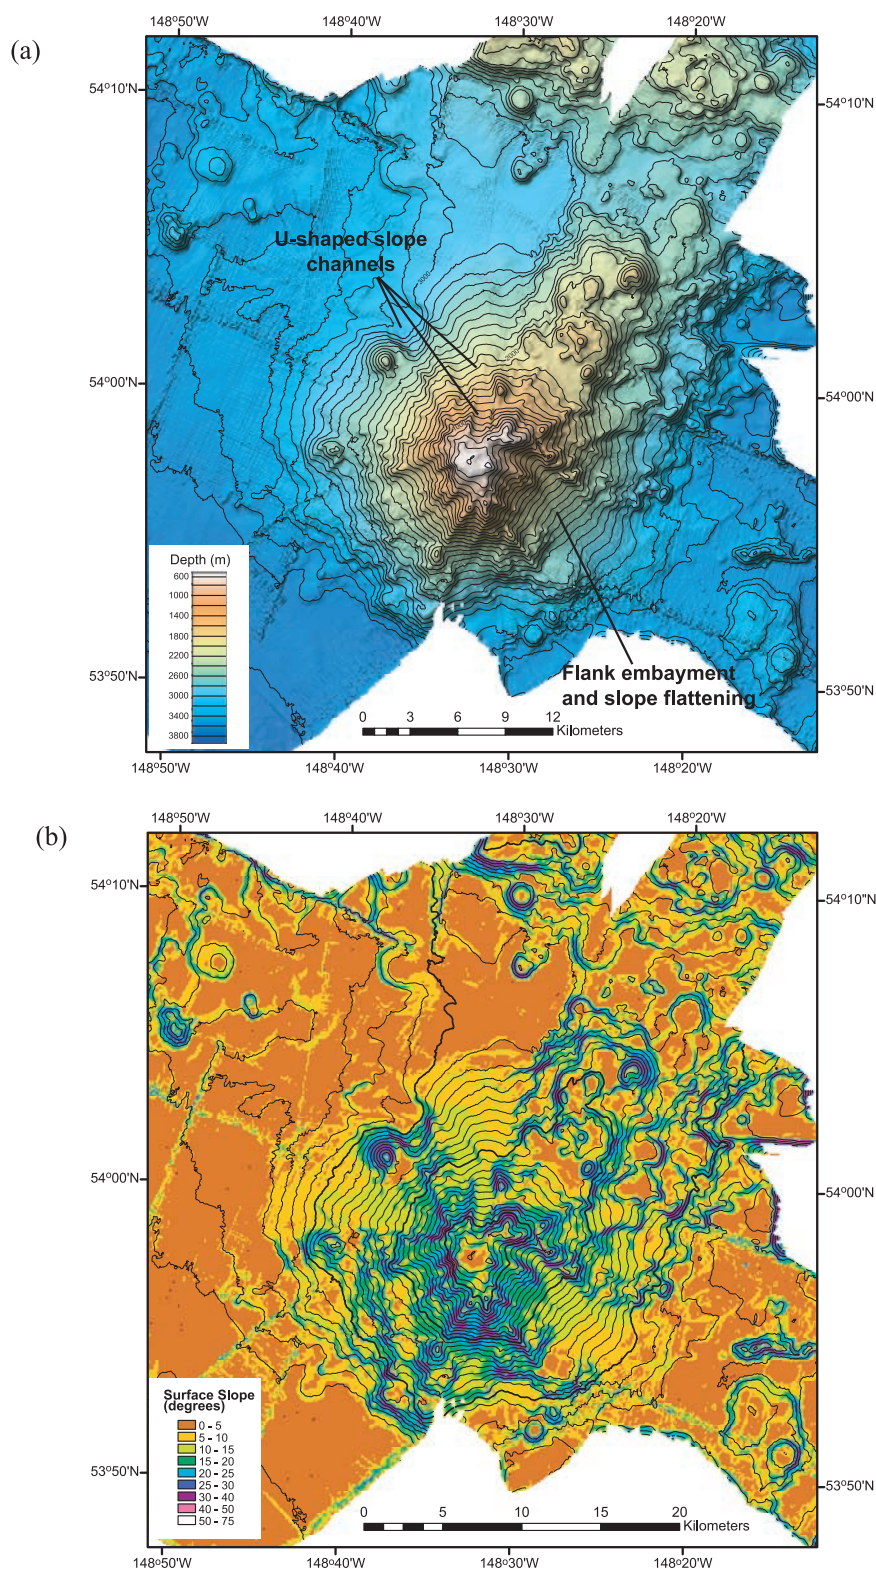 (a)
148°50'W 148°40'W 148°30'W 148°20'W
54°10'N 54°10'N
U-shaped slope
channels
3000
2000
54°00'N 54°00'N
Depth (m)
600
1000
1400
1800
2200
2600
3000
3400
3800
Flank embayment
and slope flattening
53°50'N 53°50'N
0 3 6 9 12
Kilometers
148°50'W 148°40'W 148°30'W 148°20'W
(b)
148°50'W 148°40'W 148°30'W 148°20'W
54°10'N 54°10'N
54°00'N 54°00'N
Surface Slope
(degrees)
0 - 5
5 - 10
10 - 15
15 - 20
20 - 25
25 - 30
30 - 40
40 - 50
50 - 75
53°50'N 53°50'N
0 5 10 15 20
Kilometers
148°50'W 148°40'W 148°30'W 148°20'W